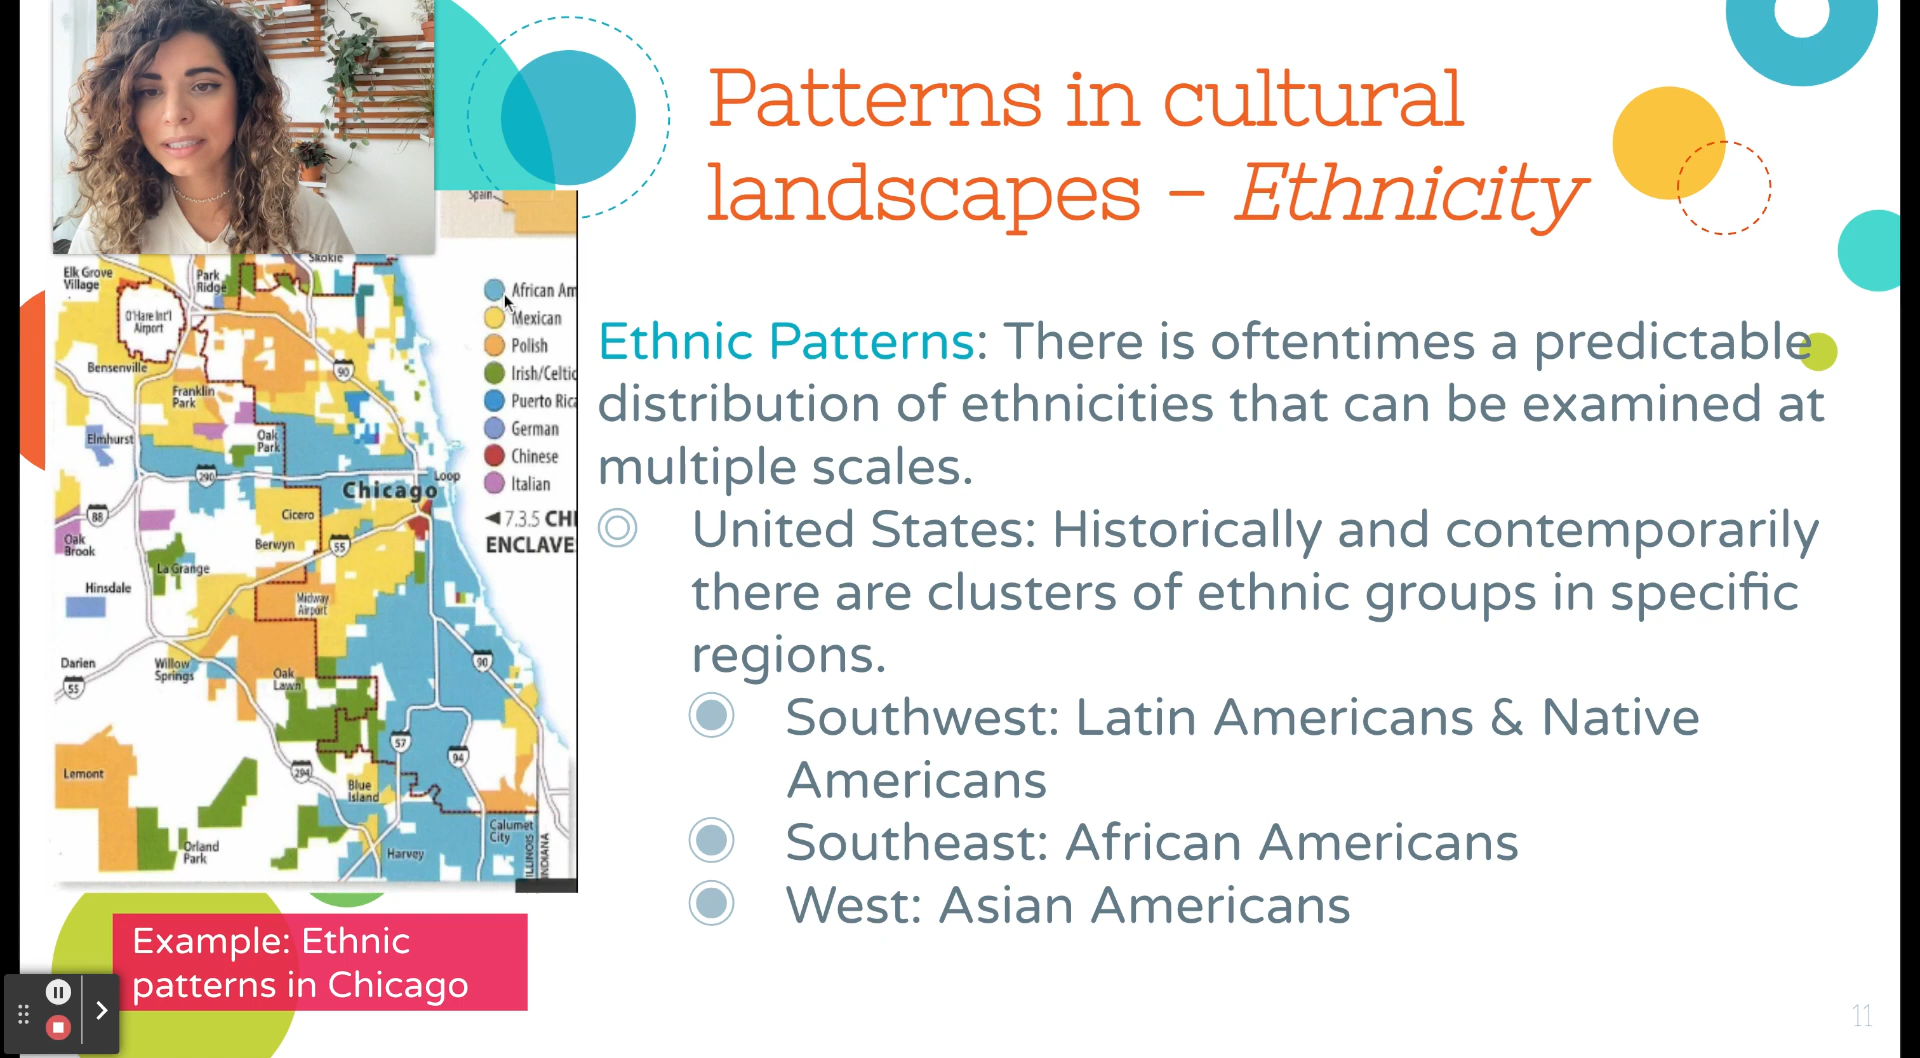 Patterns in cultural
landscapes – Ethnicity
Ethnic Patterns: There is oftentimes a predictable
distribution of ethnicities that can be examined at
multiple scales.
United States: Historically and contemporarily
there are clusters of ethnic groups in specific
regions.
Southwest: Latin Americans & Native
Americans
Southeast: African Americans
West: Asian Americans
Spain
Skokie
Elk Grove
Village
Park
Ridge
O'Hare Int'l
Airport
African Am
Mexican
Polish
Irish/Celtic
Puerto Rica
German
Chinese
Italian
◄ 7.3.5 CHI
ENCLAVE
Bensenville
90
Franklin
Park
Elmhurst
Oak
Park
290
Loop
Chicago
88
Cicero
Oak
Brook
Berwyn
55
La Grange
Hinsdale
Midway
Airport
Darien
55
Willow
Springs
Oak
Lawn
90
57
94
Lemont
294
Blue
Island
Calumet
City
Orland
Park
Harvey
ILLINOIS
INDIANA
Example: Ethnic
patterns in Chicago
11